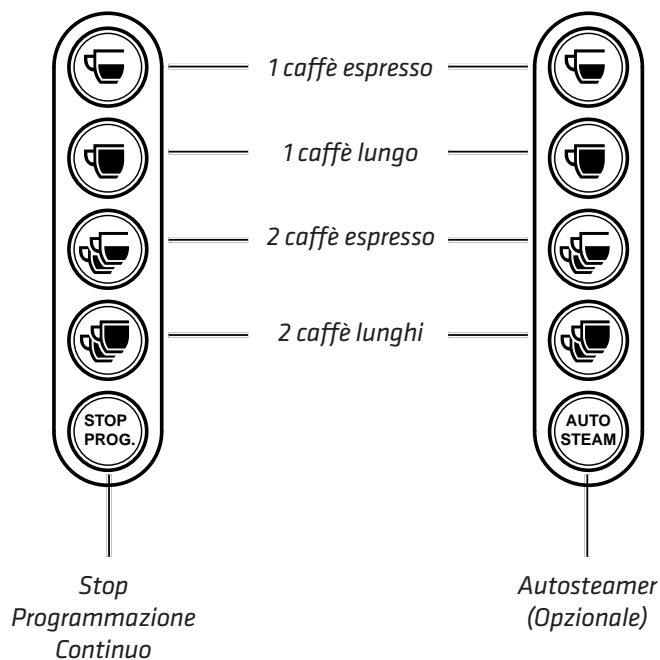 1 caffè espresso
1 caffè lungo
2 caffè espresso
2 caffè lunghi
STOP
PROG.
AUTO
STEAM
Stop
Programmazione
Continuo
Autosteamer
(Opzionale)